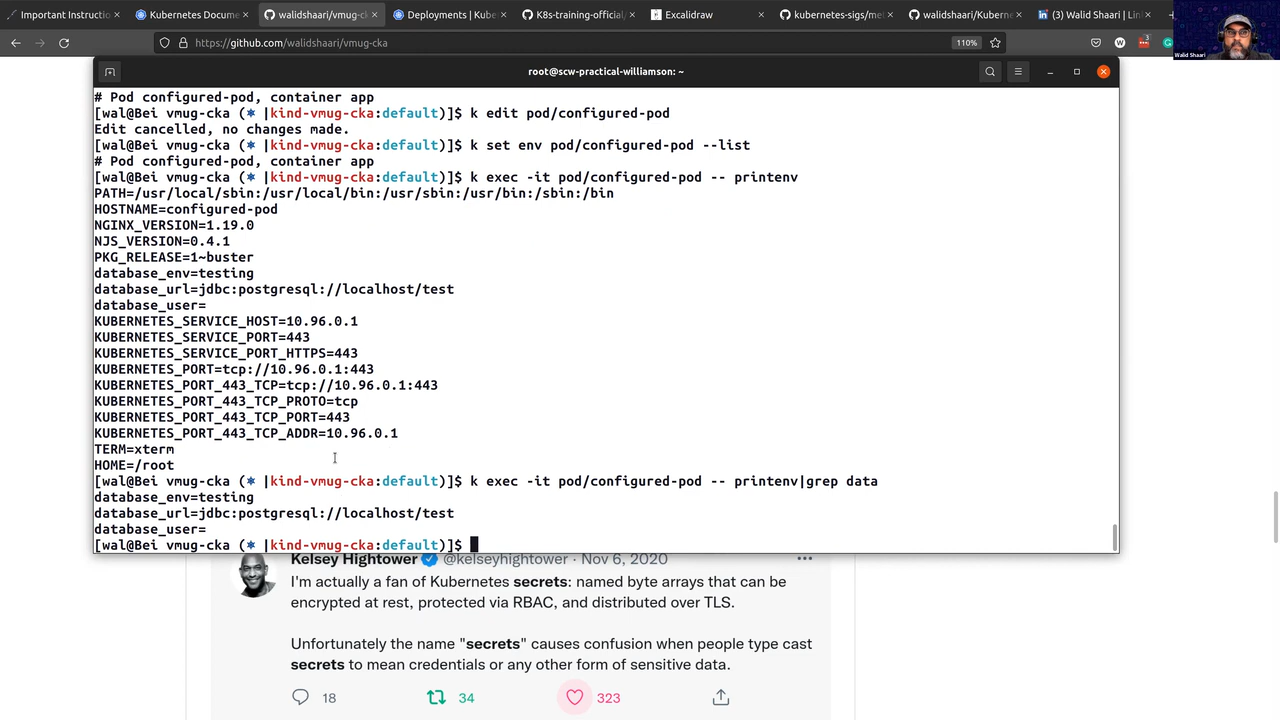 Important Instructio
Kubernetes Docume
walidshaari/vmug-ck
Deployments | Kube
K8s-training-official/
Excalidraw
kubernetes-sigs/me
walidshaari/Kuberne
(3) Walid Shaari | Lin
https://github.com/walidshaari/vmug-cka
110%
Walid Shaari
root@scw-practical-williamson: ~
# Pod configured-pod, container app
[wal@Bei vmug-cka (⎈ |kind-vmug-cka:default)]$ k edit pod/configured-pod
Edit cancelled, no changes made.
[wal@Bei vmug-cka (⎈ |kind-vmug-cka:default)]$ k set env pod/configured-pod --list
# Pod configured-pod, container app
[wal@Bei vmug-cka (⎈ |kind-vmug-cka:default)]$ k exec -it pod/configured-pod -- printenv
PATH=/usr/local/sbin:/usr/local/bin:/usr/sbin:/usr/bin:/sbin:/bin
HOSTNAME=configured-pod
NGINX_VERSION=1.19.0
NJS_VERSION=0.4.1
PKG_RELEASE=1~buster
database_env=testing
database_url=jdbc:postgresql://localhost/test
database_user=
KUBERNETES_SERVICE_HOST=10.96.0.1
KUBERNETES_SERVICE_PORT=443
KUBERNETES_SERVICE_PORT_HTTPS=443
KUBERNETES_PORT=tcp://10.96.0.1:443
KUBERNETES_PORT_443_TCP=tcp://10.96.0.1:443
KUBERNETES_PORT_443_TCP_PROTO=tcp
KUBERNETES_PORT_443_TCP_PORT=443
KUBERNETES_PORT_443_TCP_ADDR=10.96.0.1
TERM=xterm
HOME=/root
[wal@Bei vmug-cka (⎈ |kind-vmug-cka:default)]$ k exec -it pod/configured-pod -- printenv|grep data
database_env=testing
database_url=jdbc:postgresql://localhost/test
database_user=
[wal@Bei vmug-cka (⎈ |kind-vmug-cka:default)]$
Kelsey Hightower @kelseyhightower · Nov 6, 2020
I'm actually a fan of Kubernetes secrets: named byte arrays that can be
encrypted at rest, protected via RBAC, and distributed over TLS.
Unfortunately the name "secrets" causes confusion when people type cast
secrets to mean credentials or any other form of sensitive data.
18
34
323